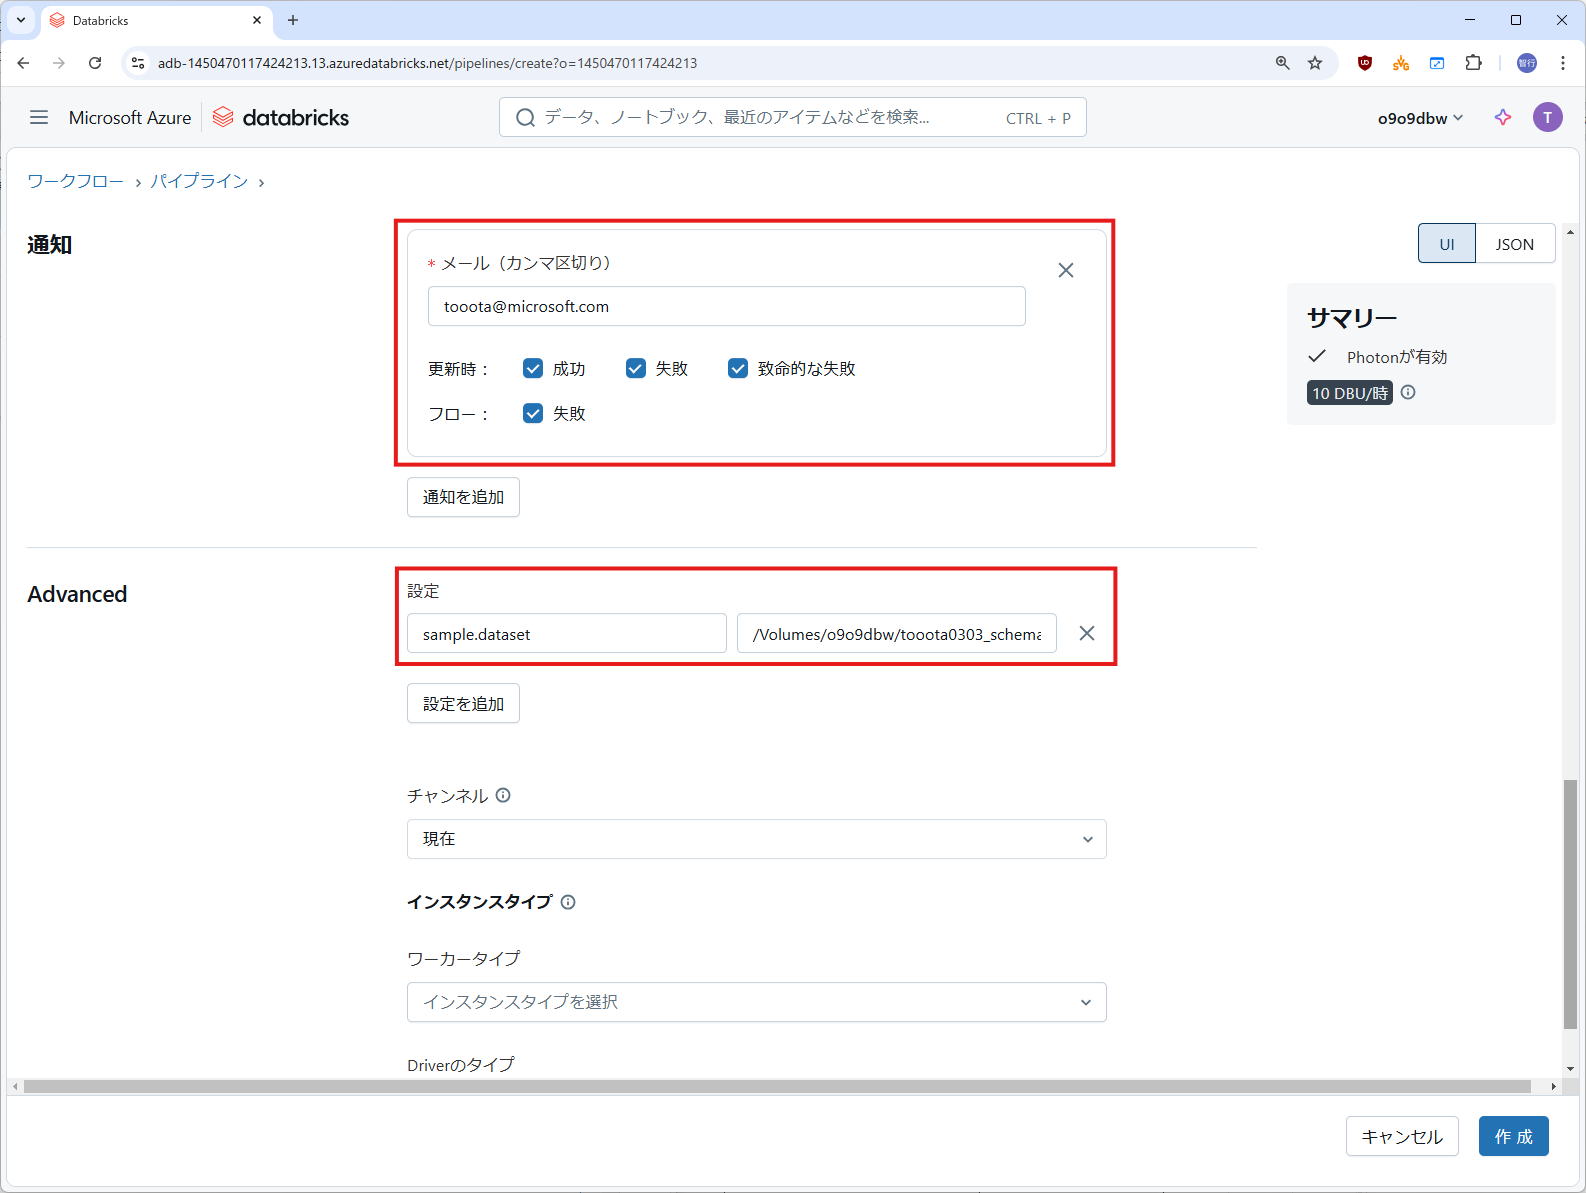 Databricks
adb-1450470117424213.13.azuredatabricks.net/pipelines/create?o=1450470117424213
智行
Microsoft Azure databricks
データ、ノートブック、最近のアイテムなどを検索... CTRL + P
o9o9dbw T
ワークフロー › パイプライン ›
通知
* メール（カンマ区切り）
tooota@microsoft.com
更新時： 成功 失敗 致命的な失敗
フロー： 失敗
通知を追加
UI JSON
サマリー
Photonが有効
10 DBU/時
Advanced
設定
sample.dataset /Volumes/o9o9dbw/tooota0303_schema
設定を追加
チャンネル
現在
インスタンスタイプ
ワーカータイプ
インスタンスタイプを選択
Driverのタイプ
キャンセル 作 成